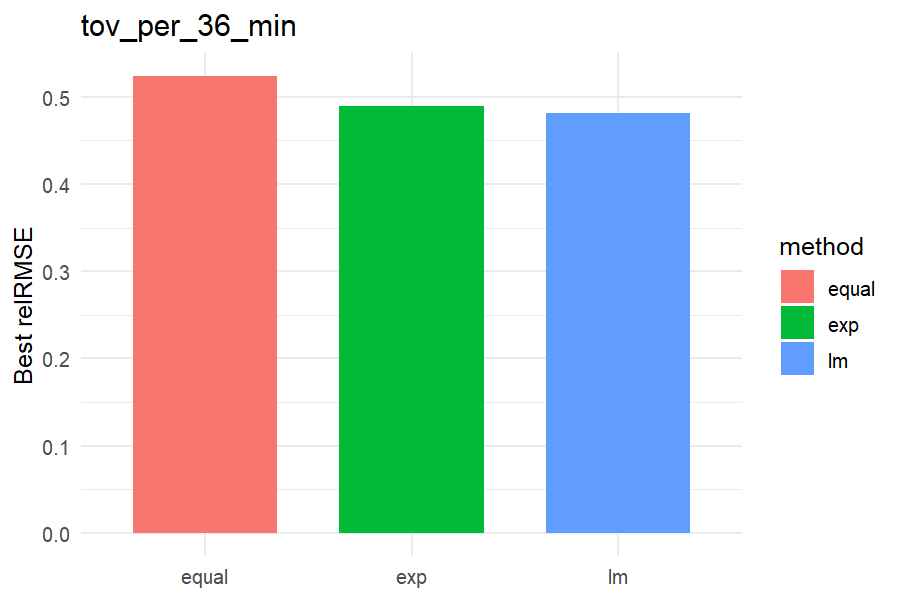 tov_per_36_min
Best relRMSE
0.5
0.4
0.3
0.2
0.1
0.0
equal
exp
lm
method
equal
exp
lm